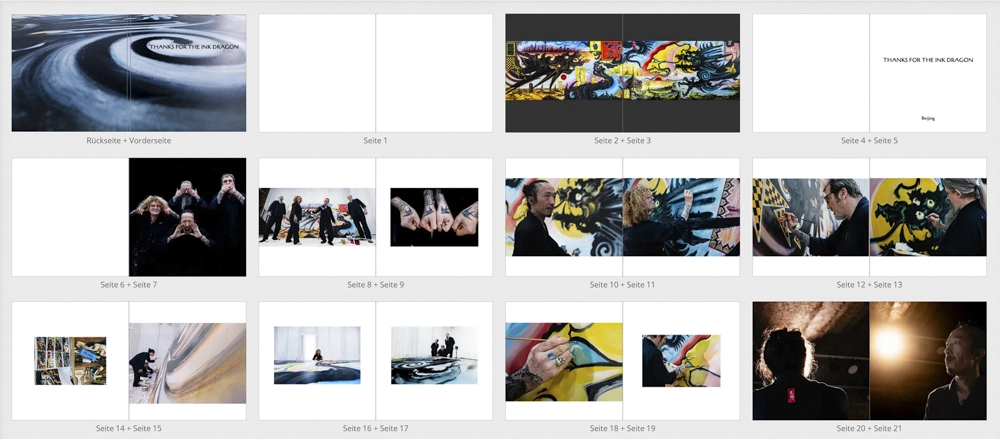 THANKS FOR THE INK DRAGON
Rückseite + Vorderseite
Seite 1
Seite 2 + Seite 3
THANKS FOR THE INK DRAGON
Beijing
Seite 4 + Seite 5
Seite 6 + Seite 7
Seite 8 + Seite 9
Seite 10 + Seite 11
Seite 12 + Seite 13
Seite 14 + Seite 15
Seite 16 + Seite 17
Seite 18 + Seite 19
Seite 20 + Seite 21